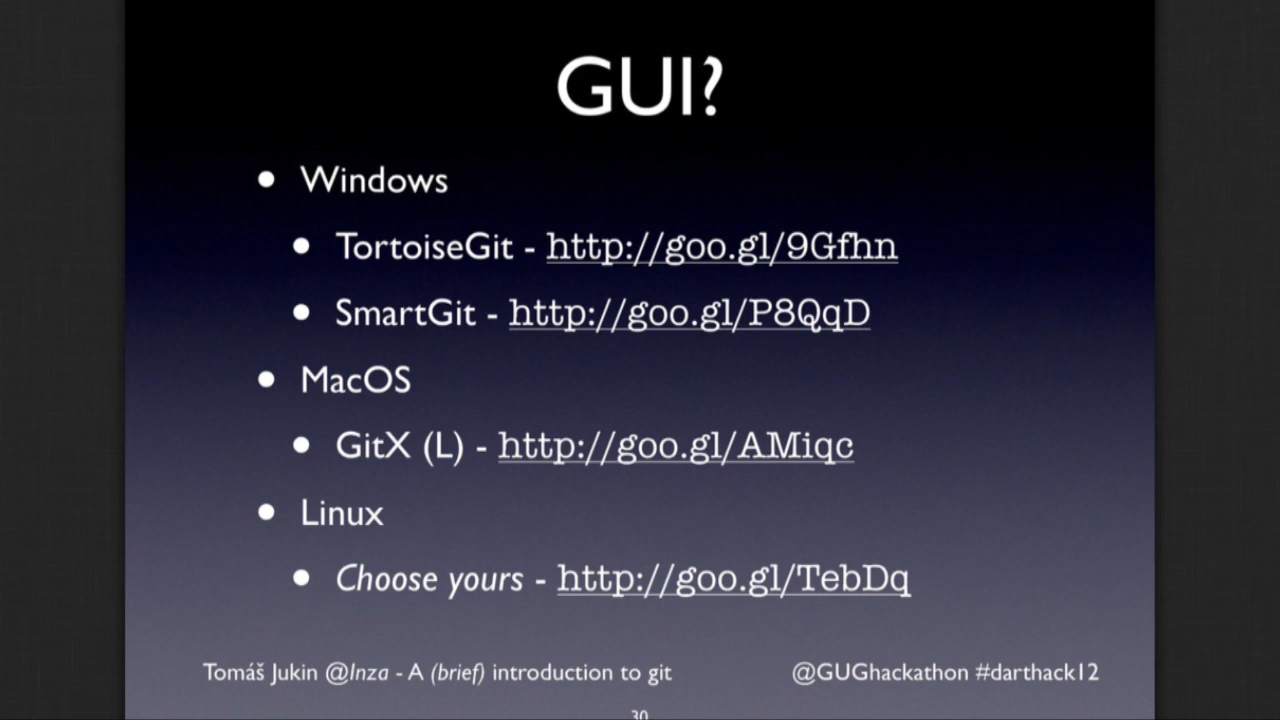 GUI?
• Windows
• TortoiseGit - http://goo.gl/9Gfhn
• SmartGit - http://goo.gl/P8QqD
• MacOS
• GitX (L) - http://goo.gl/AMiqc
• Linux
• Choose yours - http://goo.gl/TebDq
Tomáš Jukin @Inza - A (brief) introduction to git @GUGhackathon #darthack12
30